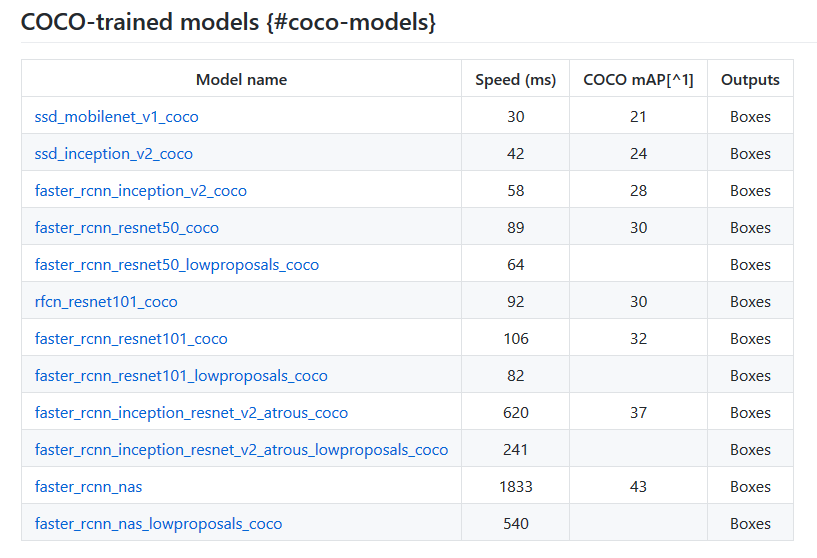 COCO-trained models {#coco-models}
Model name Speed (ms) COCO mAP[^1] Outputs
ssd_mobilenet_v1_coco 30 21 Boxes
ssd_inception_v2_coco 42 24 Boxes
faster_rcnn_inception_v2_coco 58 28 Boxes
faster_rcnn_resnet50_coco 89 30 Boxes
faster_rcnn_resnet50_lowproposals_coco 64 Boxes
rfcn_resnet101_coco 92 30 Boxes
faster_rcnn_resnet101_coco 106 32 Boxes
faster_rcnn_resnet101_lowproposals_coco 82 Boxes
faster_rcnn_inception_resnet_v2_atrous_coco 620 37 Boxes
faster_rcnn_inception_resnet_v2_atrous_lowproposals_coco 241 Boxes
faster_rcnn_nas 1833 43 Boxes
faster_rcnn_nas_lowproposals_coco 540 Boxes